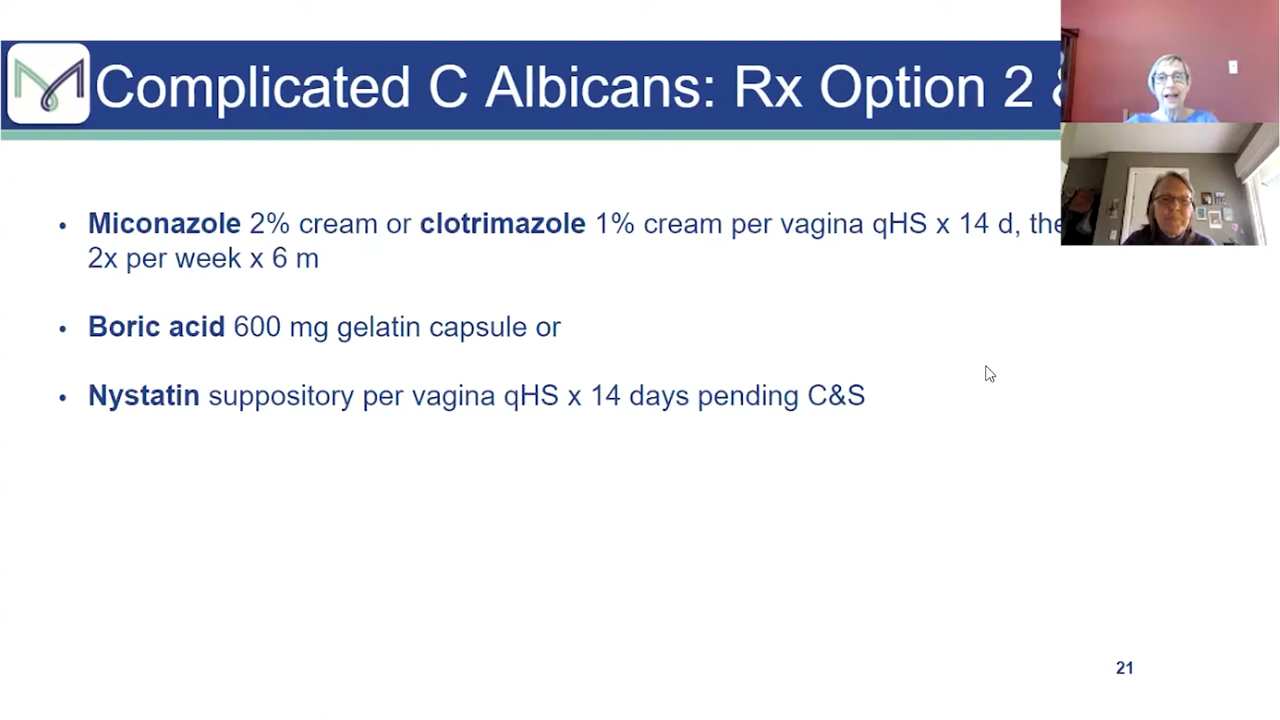 Complicated C Albicans: Rx Option 2
• Miconazole 2% cream or clotrimazole 1% cream per vagina qHS x 14 d,
2x per week x 6 m
• Boric acid 600 mg gelatin capsule or
• Nystatin suppository per vagina qHS x 14 days pending C&S
21